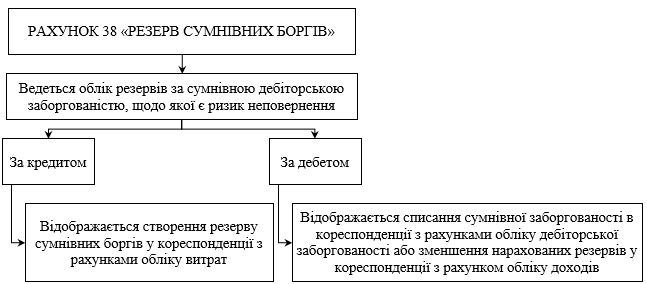 РАХУНОК 38 «РЕЗЕРВ СУМНІВНИХ БОРГІВ»
Ведеться облік резервів за сумнівною дебіторською
заборгованістю, щодо якої є ризик неповернення
За кредитом
За дебетом
Відображається створення резерву
сумнівних боргів у кореспонденції з
рахунками обліку витрат
Відображається списання сумнівної заборгованості в
кореспонденції з рахунками обліку дебіторської
заборгованості або зменшення нарахованих резервів у
кореспонденції з рахунком обліку доходів